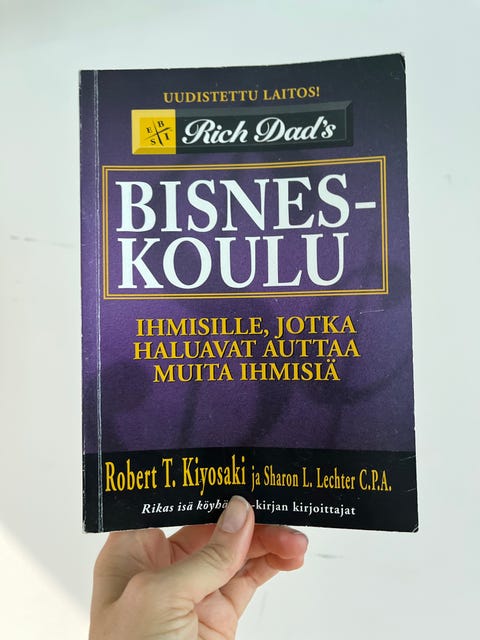 UUDISTETTU LAITOS!
E B
S I
Rich Dad's
BISNES-
KOULU
IHMISILLE, JOTKA
HALUAVAT AUTTAA
MUITA IHMISIÄ
Robert T. Kiyosaki ja Sharon L. Lechter C.P.A.
Rikas isä -kirjan kirjoittajat